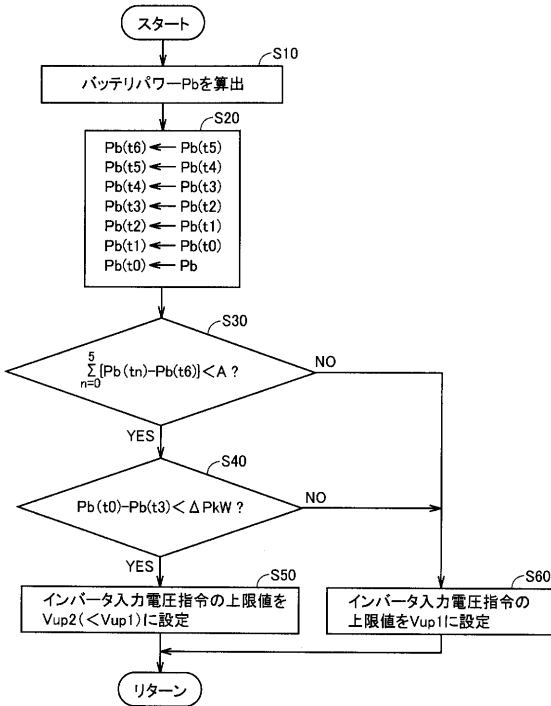 スタート
S10
バッテリパワーPbを算出
S20
Pb(t6) ← Pb(t5)
Pb(t5) ← Pb(t4)
Pb(t4) ← Pb(t3)
Pb(t3) ← Pb(t2)
Pb(t2) ← Pb(t1)
Pb(t1) ← Pb(t0)
Pb(t0) ← Pb
S30
5
Σ{Pb(tn)-Pb(t6)}<A?
n=0
NO
YES
S40
Pb(t0)-Pb(t3)<ΔPkW?
NO
YES
S50
インバータ入力電圧指令の上限値を
Vup2(<Vup1)に設定
S60
インバータ入力電圧指令の
上限値をVup1に設定
リターン